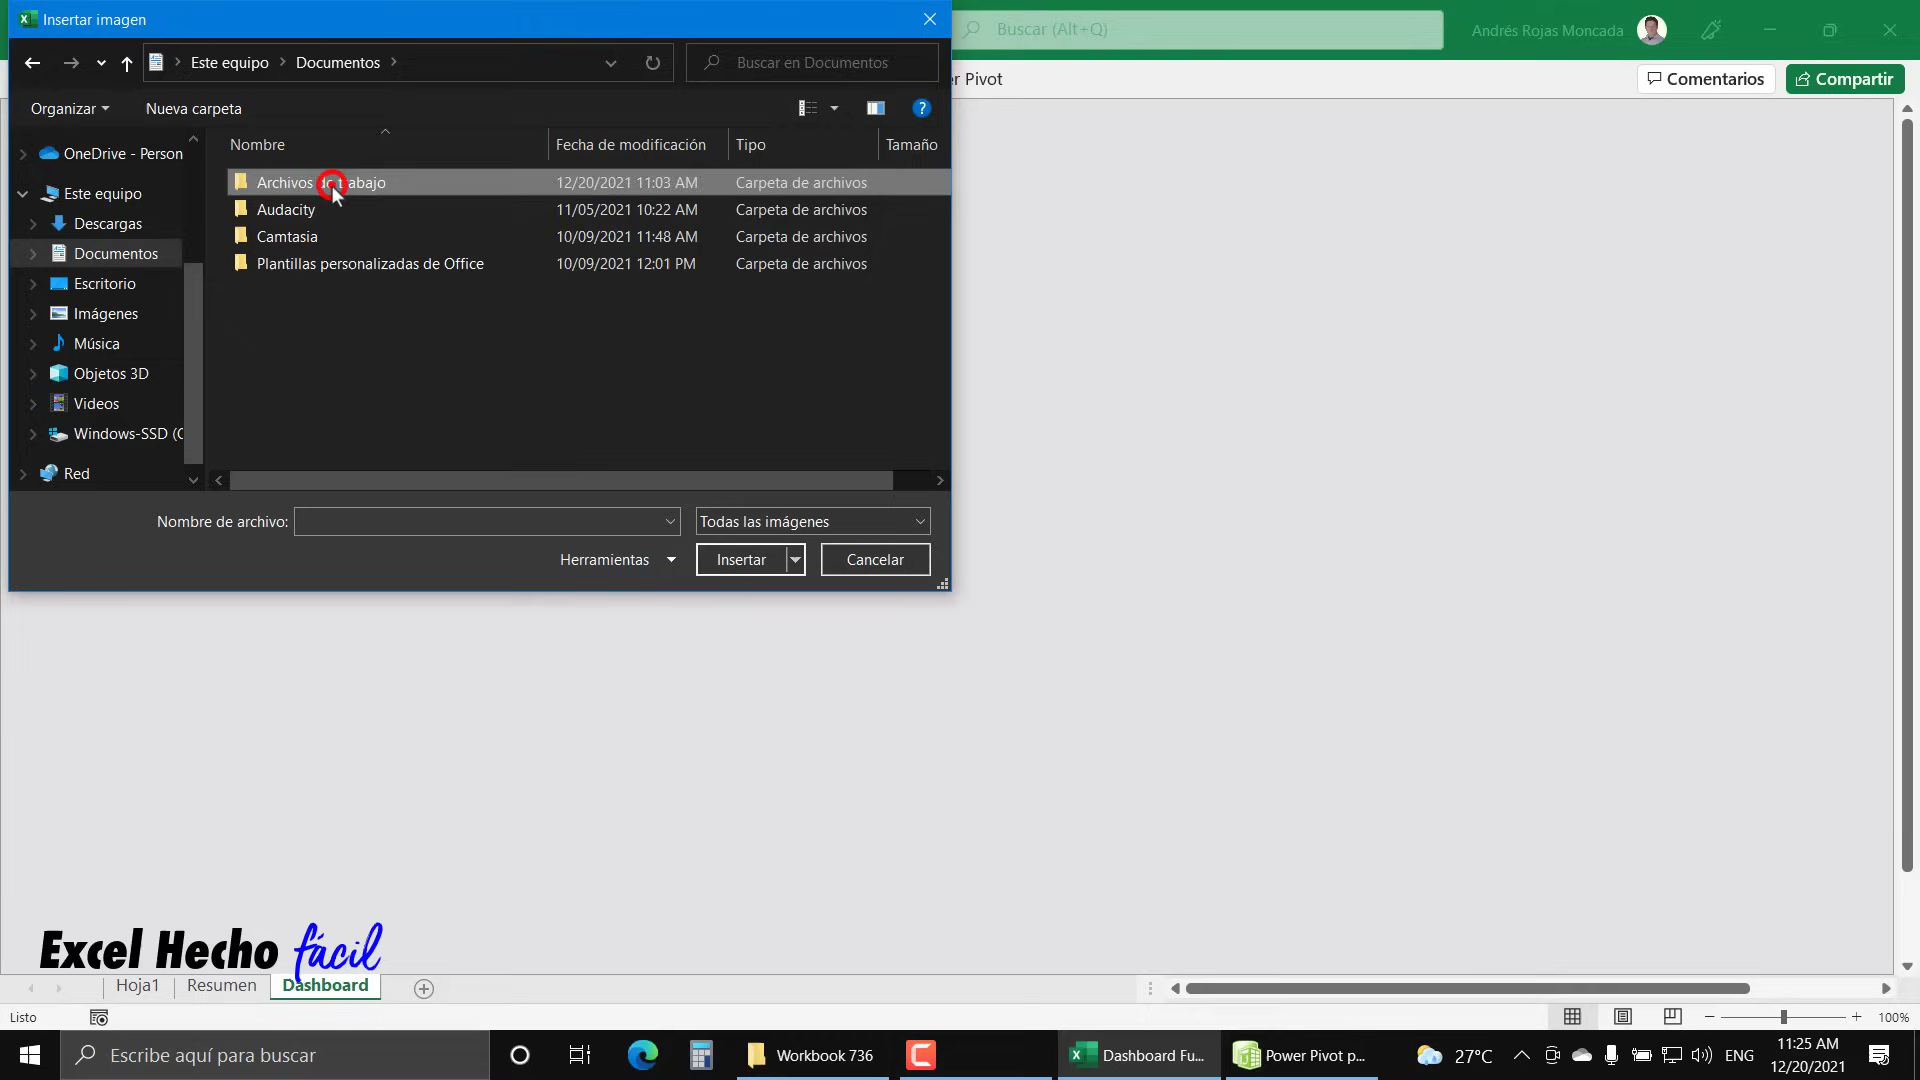 Insertar imagen
Buscar (Alt+Q)
Andrés Rojas Moncada
Este equipo
Documentos
Buscar en Documentos
Pivot
Comentarios
Compartir
Organizar
Nueva carpeta
Nombre
Fecha de modificación
Tipo
Tamaño
OneDrive - Person
Este equipo
Descargas
Documentos
Escritorio
Imágenes
Música
Objetos 3D
Videos
Windows-SSD (C
Red
Archivos de trabajo 12/20/2021 11:03 AM Carpeta de archivos
Audacity 11/05/2021 10:22 AM Carpeta de archivos
Camtasia 10/09/2021 11:48 AM Carpeta de archivos
Plantillas personalizadas de Office 10/09/2021 12:01 PM Carpeta de archivos
Nombre de archivo:
Todas las imágenes
Herramientas
Insertar
Cancelar
Excel Hecho fácil
Hoja1
Resumen
Dashboard
Listo
100%
Escribe aquí para buscar
Workbook 736
Dashboard Fu...
Power Pivot p...
27°C
ENG
11:25 AM
12/20/2021